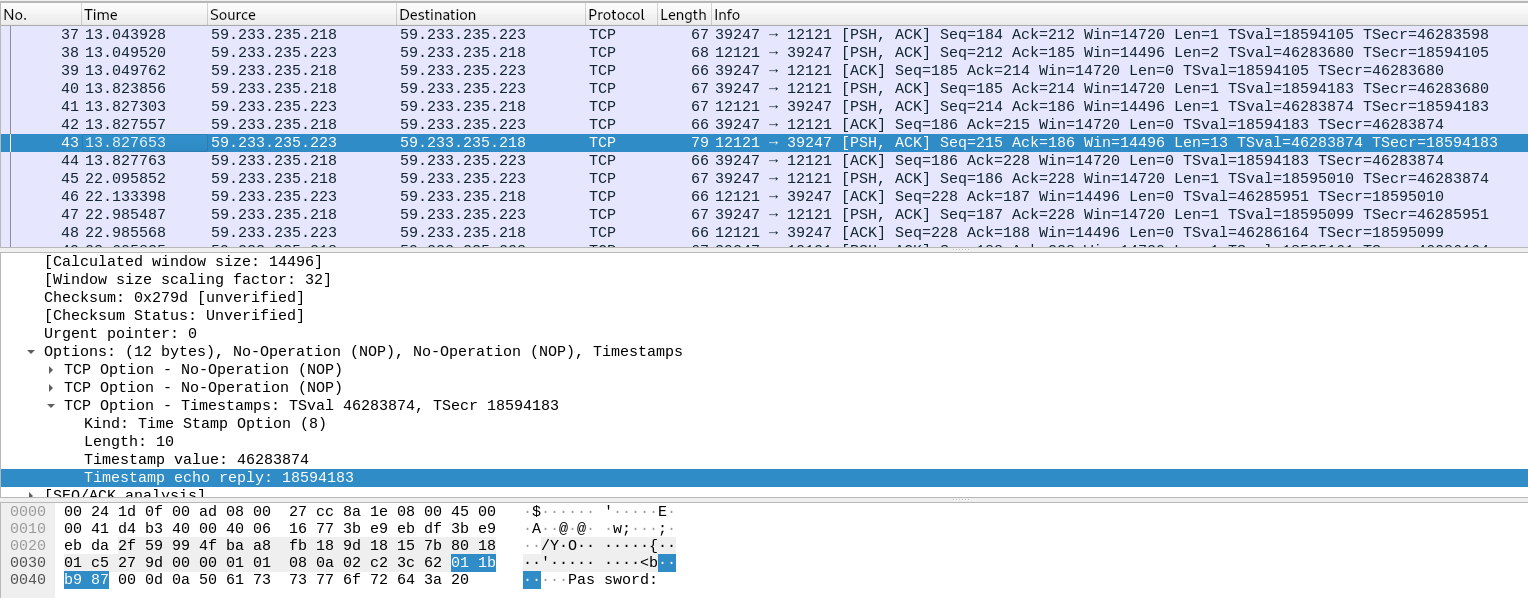 No. Time Source Destination Protocol Length Info
37 13.043928 59.233.235.218 59.233.235.223 TCP 67 39247 → 12121 [PSH, ACK] Seq=184 Ack=212 Win=14720 Len=1 TSval=18594105 TSecr=46283598
38 13.049520 59.233.235.223 59.233.235.218 TCP 68 12121 → 39247 [PSH, ACK] Seq=212 Ack=185 Win=14496 Len=2 TSval=46283680 TSecr=18594105
39 13.049762 59.233.235.218 59.233.235.223 TCP 66 39247 → 12121 [ACK] Seq=185 Ack=214 Win=14720 Len=0 TSval=18594105 TSecr=46283680
40 13.823856 59.233.235.218 59.233.235.223 TCP 67 39247 → 12121 [PSH, ACK] Seq=185 Ack=214 Win=14720 Len=1 TSval=18594183 TSecr=46283680
41 13.827303 59.233.235.223 59.233.235.218 TCP 67 12121 → 39247 [PSH, ACK] Seq=214 Ack=186 Win=14496 Len=1 TSval=46283874 TSecr=18594183
42 13.827557 59.233.235.218 59.233.235.223 TCP 66 39247 → 12121 [ACK] Seq=186 Ack=215 Win=14720 Len=0 TSval=18594183 TSecr=46283874
43 13.827653 59.233.235.223 59.233.235.218 TCP 79 12121 → 39247 [PSH, ACK] Seq=215 Ack=186 Win=14496 Len=13 TSval=46283874 TSecr=18594183
44 13.827763 59.233.235.218 59.233.235.223 TCP 66 39247 → 12121 [ACK] Seq=186 Ack=228 Win=14720 Len=0 TSval=18594183 TSecr=46283874
45 22.095852 59.233.235.218 59.233.235.223 TCP 67 39247 → 12121 [PSH, ACK] Seq=186 Ack=228 Win=14720 Len=1 TSval=18595010 TSecr=46283874
46 22.133398 59.233.235.223 59.233.235.218 TCP 66 12121 → 39247 [ACK] Seq=228 Ack=187 Win=14496 Len=0 TSval=46285951 TSecr=18595010
47 22.985487 59.233.235.218 59.233.235.223 TCP 67 39247 → 12121 [PSH, ACK] Seq=187 Ack=228 Win=14720 Len=1 TSval=18595099 TSecr=46285951
48 22.985568 59.233.235.223 59.233.235.218 TCP 66 12121 → 39247 [ACK] Seq=228 Ack=188 Win=14496 Len=0 TSval=46286164 TSecr=18595099
[Calculated window size: 14496]
[Window size scaling factor: 32]
Checksum: 0x279d [unverified]
[Checksum Status: Unverified]
Urgent pointer: 0
Options: (12 bytes), No-Operation (NOP), No-Operation (NOP), Timestamps
TCP Option - No-Operation (NOP)
TCP Option - No-Operation (NOP)
TCP Option - Timestamps: TSval 46283874, TSecr 18594183
Kind: Time Stamp Option (8)
Length: 10
Timestamp value: 46283874
Timestamp echo reply: 18594183
[SEQ/ACK analysis]
0000 00 24 1d 0f 00 ad 08 00 27 cc 8a 1e 08 00 45 00 ·$······ '·····E·
0010 00 41 d4 b3 40 00 40 06 16 77 3b e9 eb df 3b e9 ·A··@·@· ·w;···;·
0020 eb da 2f 59 99 4f ba a8 fb 18 9d 18 15 7b 80 18 ··/Y·O·· ·····{··
0030 01 c5 27 9d 00 00 01 01 08 0a 02 c2 3c 62 01 1b ··'····· ····<b··
0040 b9 87 00 0d 0a 50 61 73 73 77 6f 72 64 3a 20 ·····Pas sword: